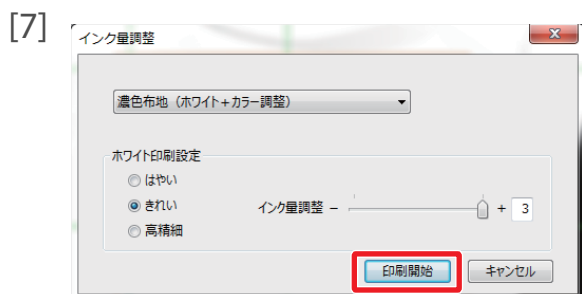 [7]
インク量調整
濃色布地（ホワイト+カラー調整）
ホワイト印刷設定
はやい
きれい
インク量調整 − + 3
高精細
印刷開始 キャンセル